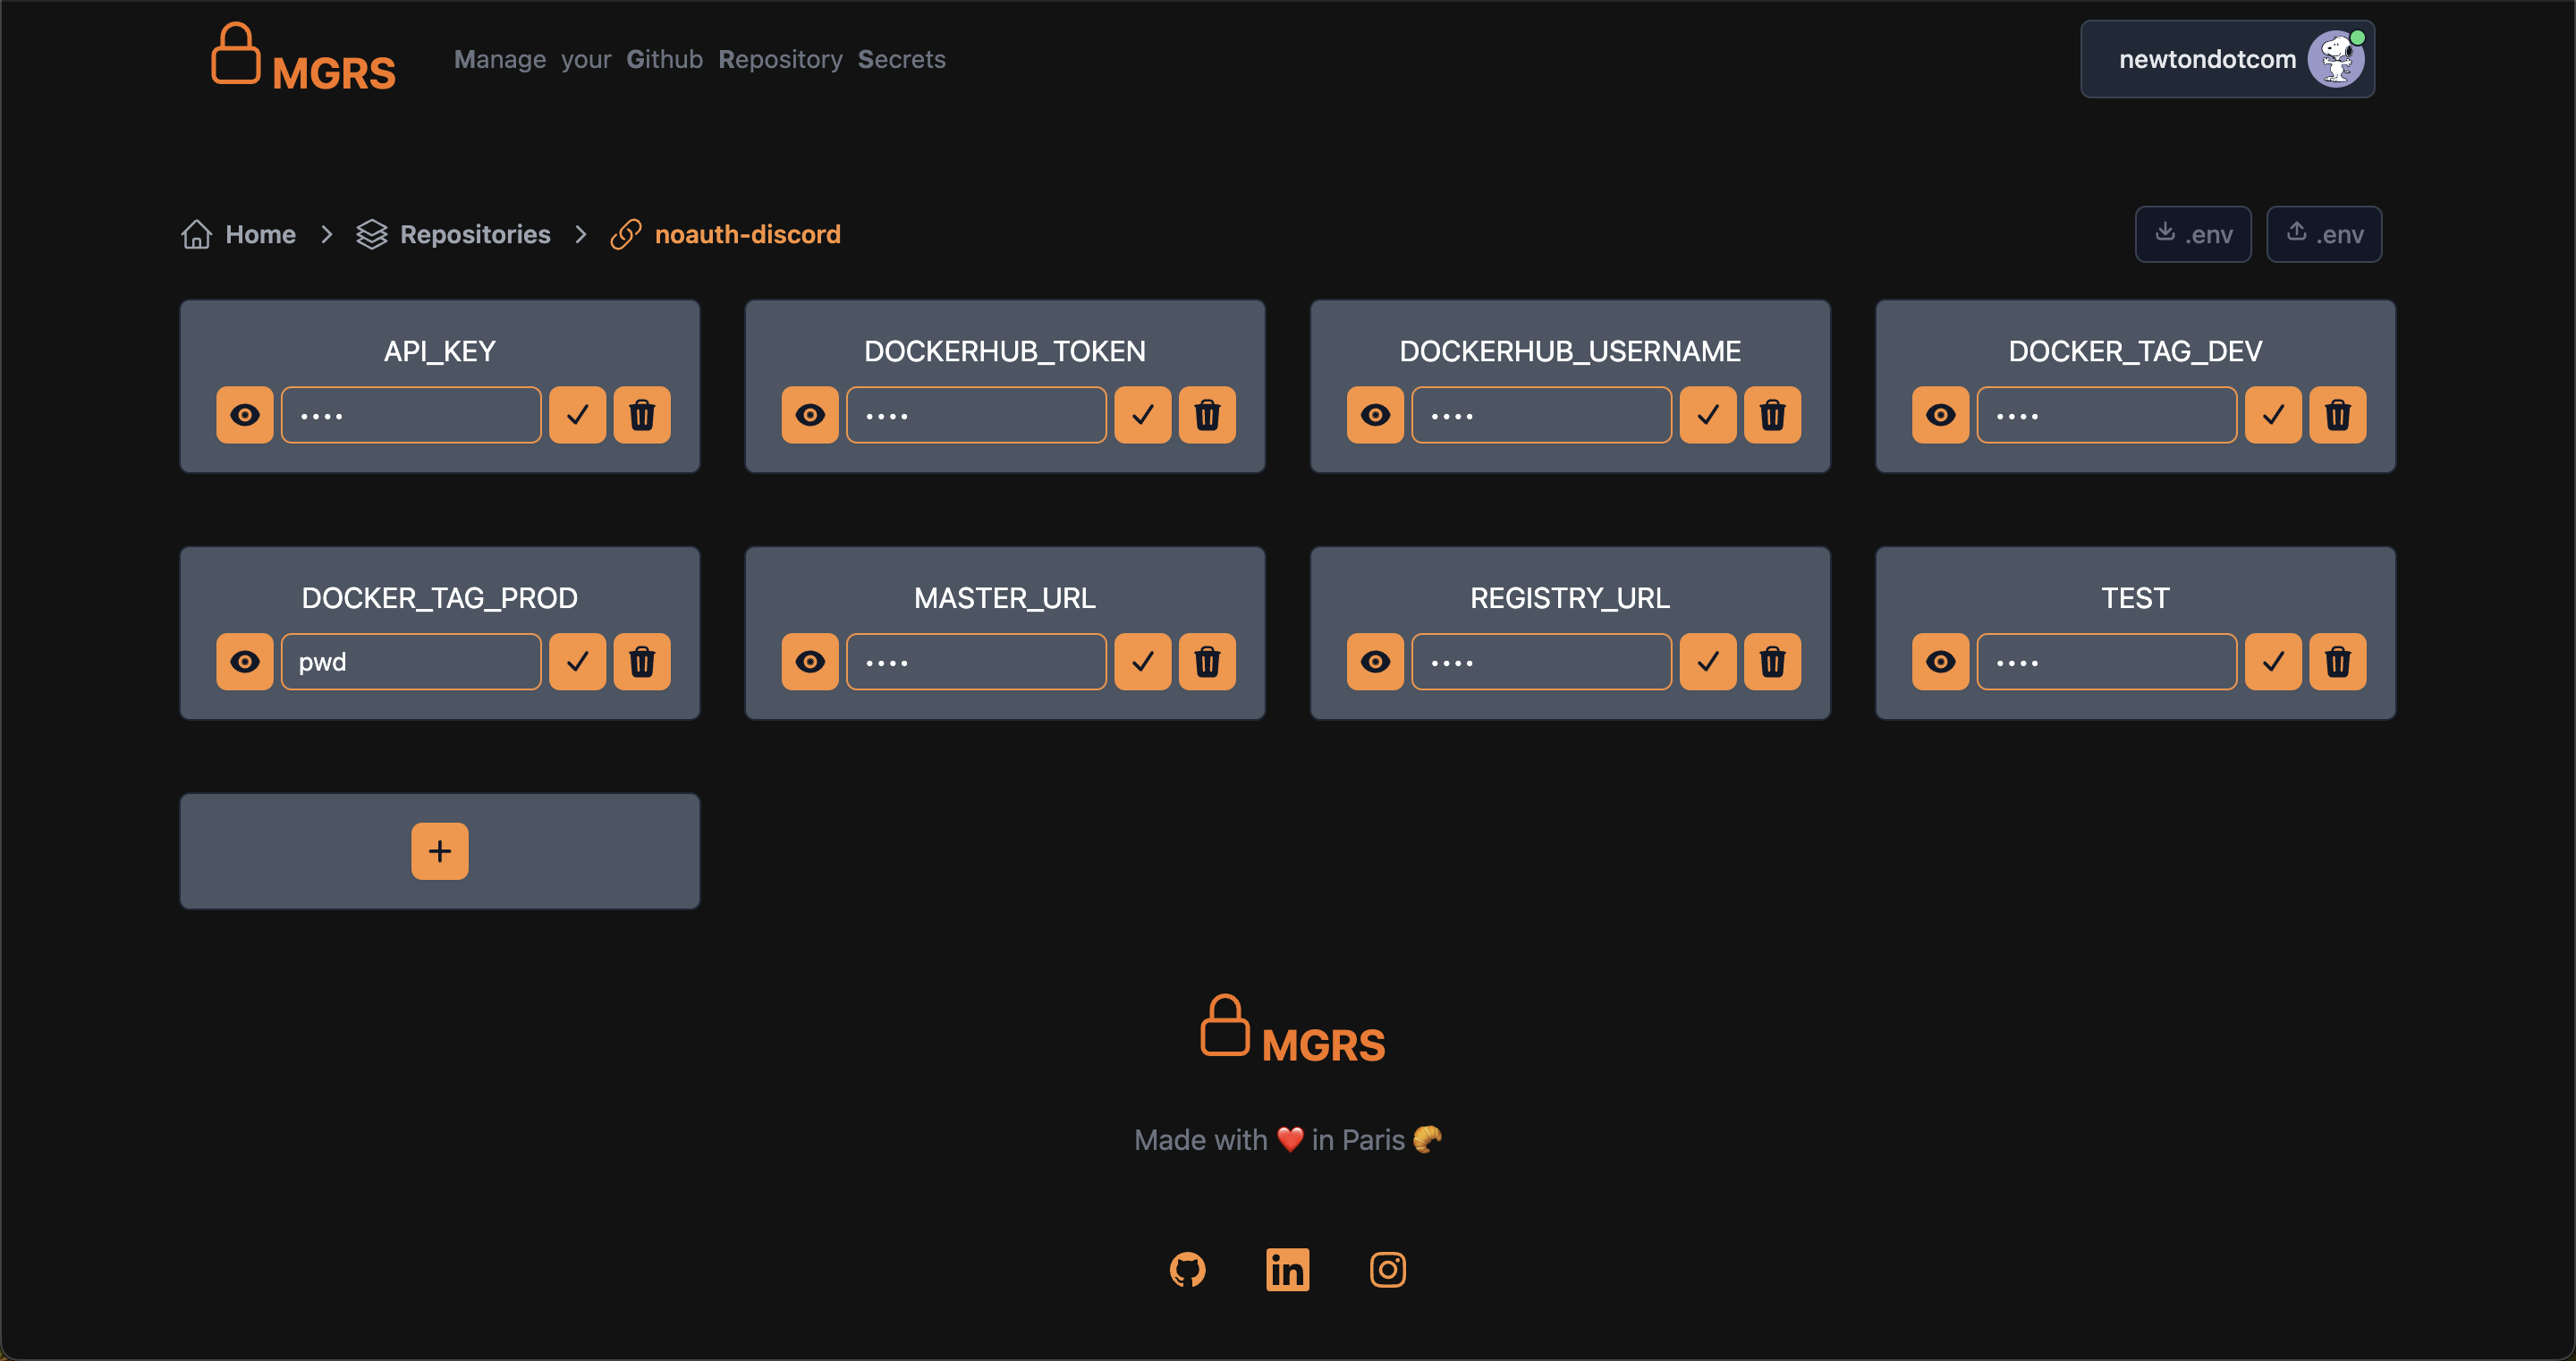 MGRS
Manage your Github Repository Secrets
newtondotcom
Home > Repositories > noauth-discord
.env
.env
API_KEY
DOCKERHUB_TOKEN
DOCKERHUB_USERNAME
DOCKER_TAG_DEV
••••
••••
••••
••••
DOCKER_TAG_PROD
MASTER_URL
REGISTRY_URL
TEST
pwd
••••
••••
••••
+
MGRS
Made with ❤️ in Paris 🥐
in